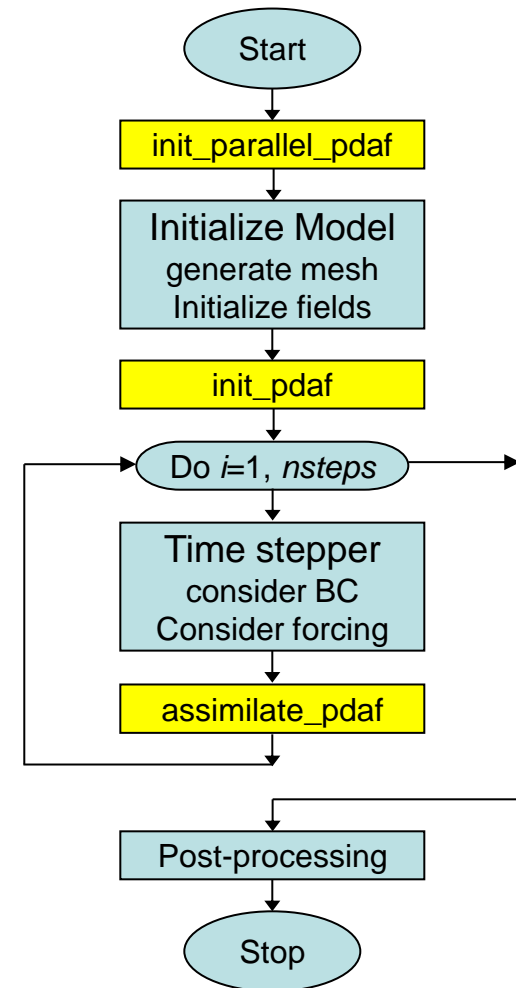 Start
init_parallel_pdaf
Initialize Model
generate mesh
Initialize fields
init_pdaf
Do i=1, nsteps
Time stepper
consider BC
Consider forcing
assimilate_pdaf
Post-processing
Stop